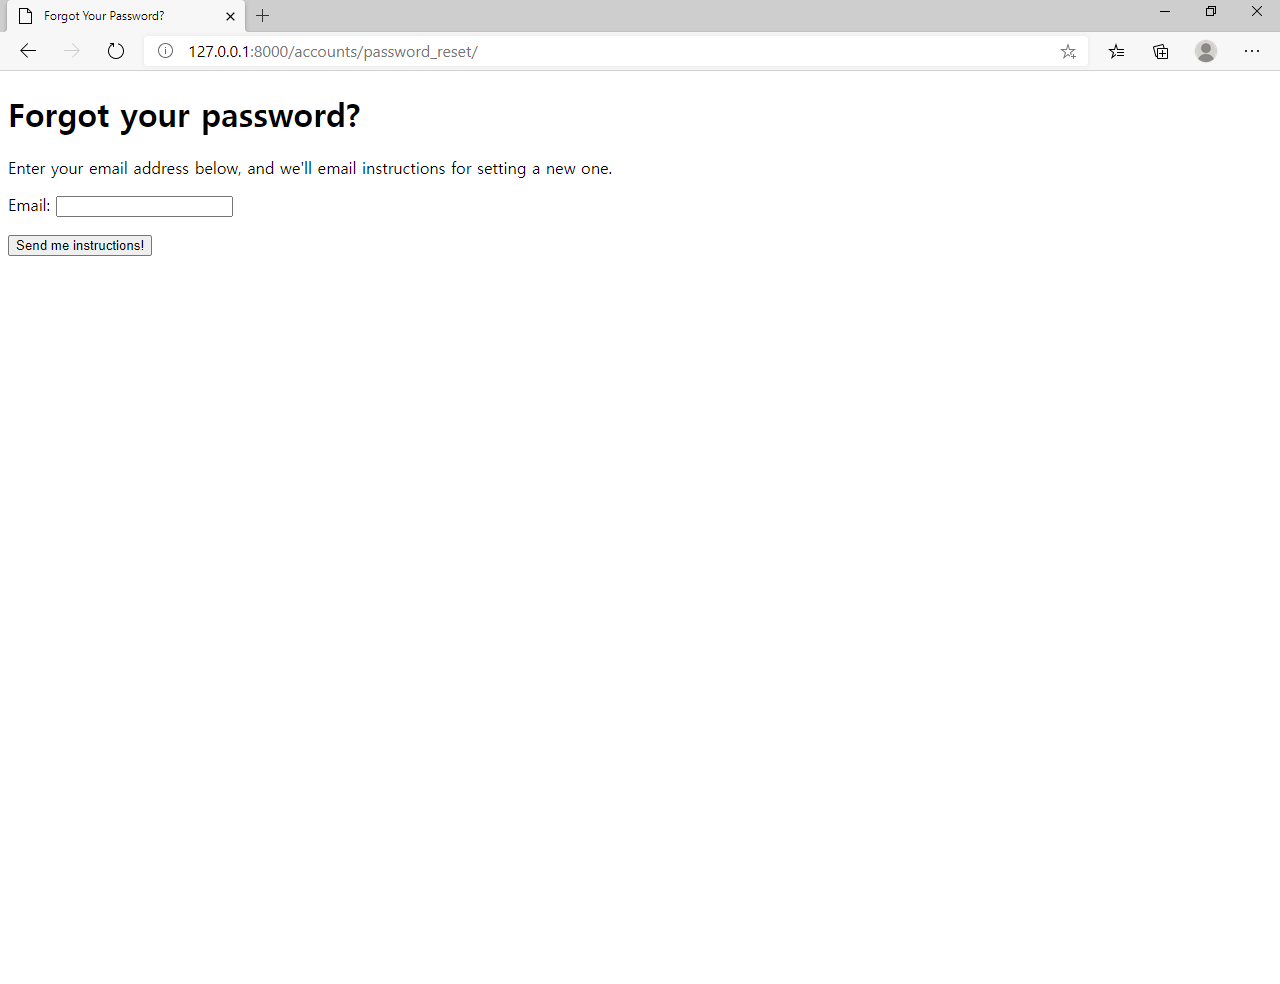 Forgot Your Password?
127.0.0.1:8000/accounts/password_reset/
Forgot your password?
Enter your email address below, and we'll email instructions for setting a new one.
Email:
Send me instructions!